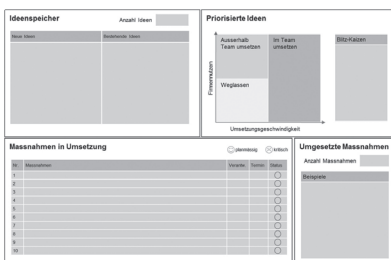 Ideenspeicher
Anzahl Ideen
Neue Ideen
Bestehende Ideen
Priorisierte Ideen
Firmennutzen
Ausserhalb
Team umsetzen
Im Team
umsetzen
Weglassen
Umsetzungsgeschwindigkeit
Blitz-Kaizen
Massnahmen in Umsetzung
planmässig
kritisch
Nr.
Massnahmen
Verantw.
Termin
Status
1
2
3
4
5
6
7
8
9
10
Umgesetzte Massnahmen
Anzahl Massnahmen
Beispiele